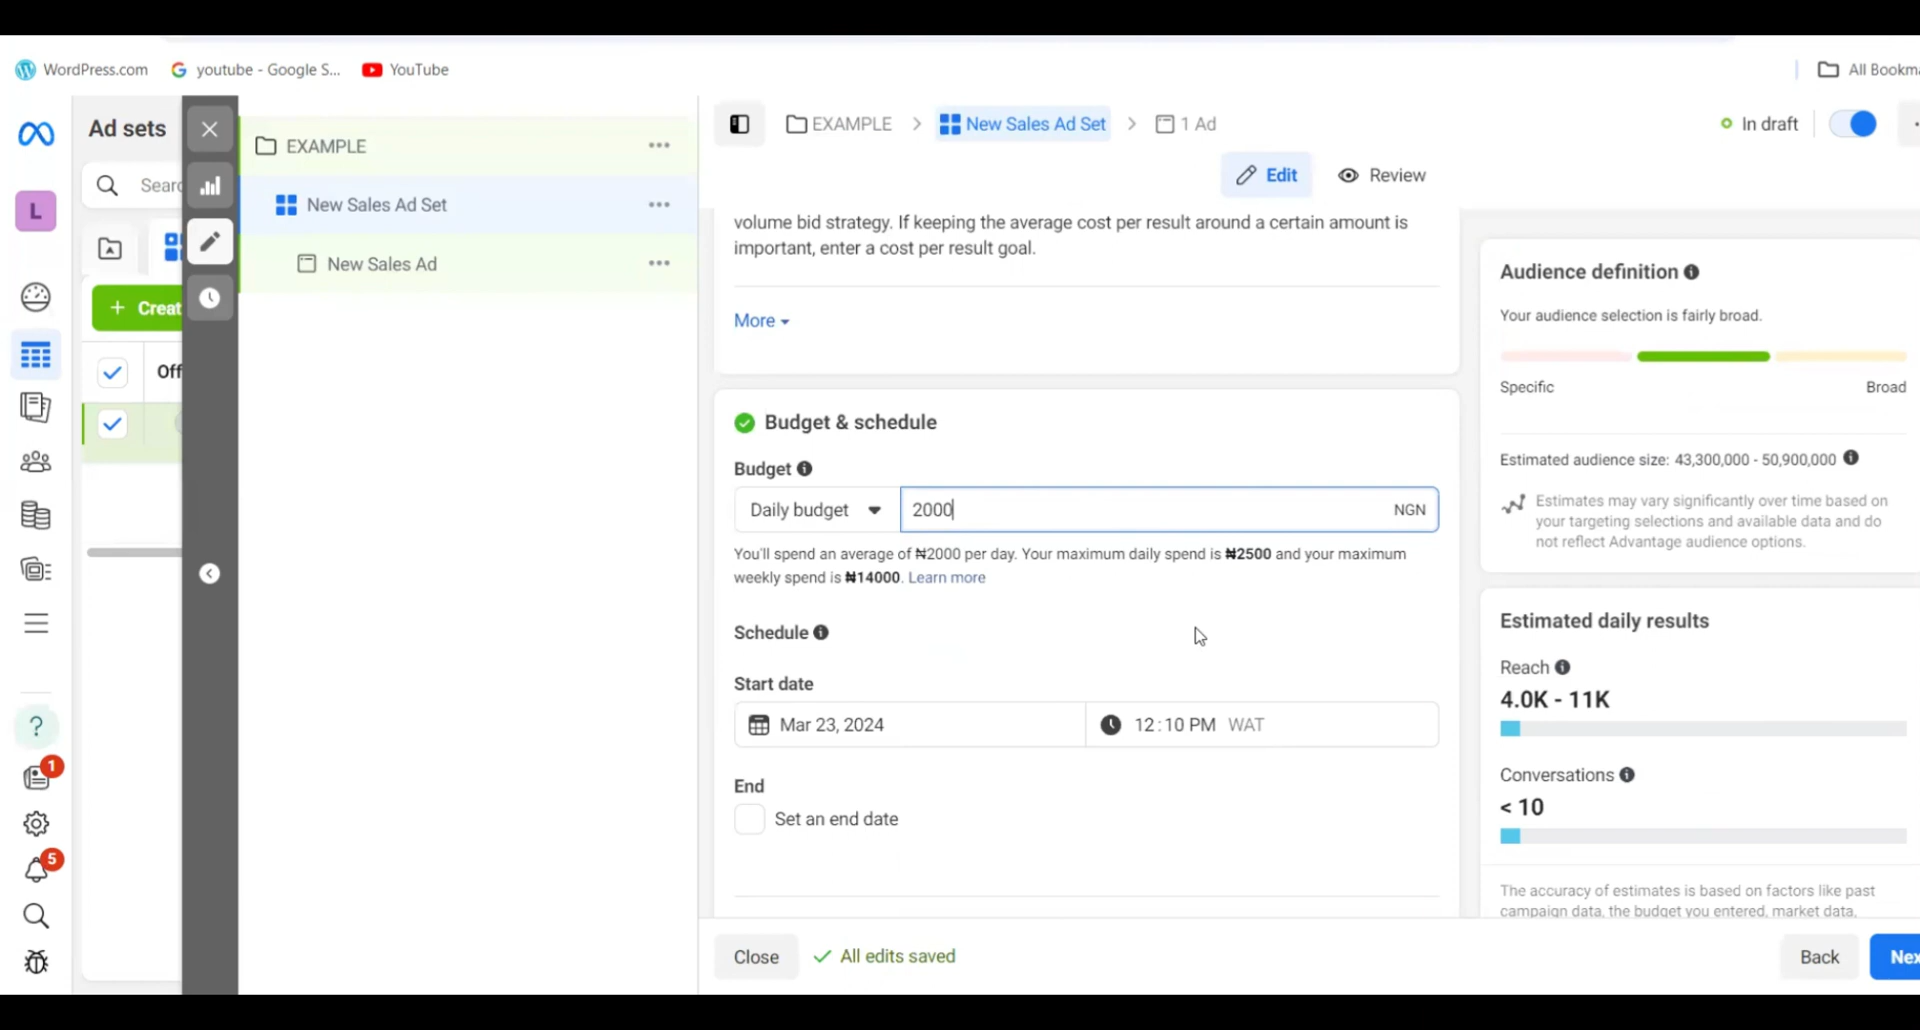 WordPress.com
youtube - Google S...
YouTube
All Bookma
Ad sets
Searc
L
+ Creat
Off
1
5
EXAMPLE
New Sales Ad Set
New Sales Ad
EXAMPLE > New Sales Ad Set > 1 Ad
In draft
Edit
Review
volume bid strategy. If keeping the average cost per result around a certain amount is
important, enter a cost per result goal.
More
Budget & schedule
Budget
Daily budget
2000
NGN
You'll spend an average of ₦2000 per day. Your maximum daily spend is ₦2500 and your maximum
weekly spend is ₦14000. Learn more
Schedule
Start date
Mar 23, 2024
12:10 PM WAT
End
Set an end date
Close
All edits saved
Back
Nex
Audience definition
Your audience selection is fairly broad.
Specific
Broad
Estimated audience size: 43,300,000 - 50,900,000
Estimates may vary significantly over time based on
your targeting selections and available data and do
not reflect Advantage audience options.
Estimated daily results
Reach
4.0K - 11K
Conversations
< 10
The accuracy of estimates is based on factors like past
campaign data, the budget you entered, market data,